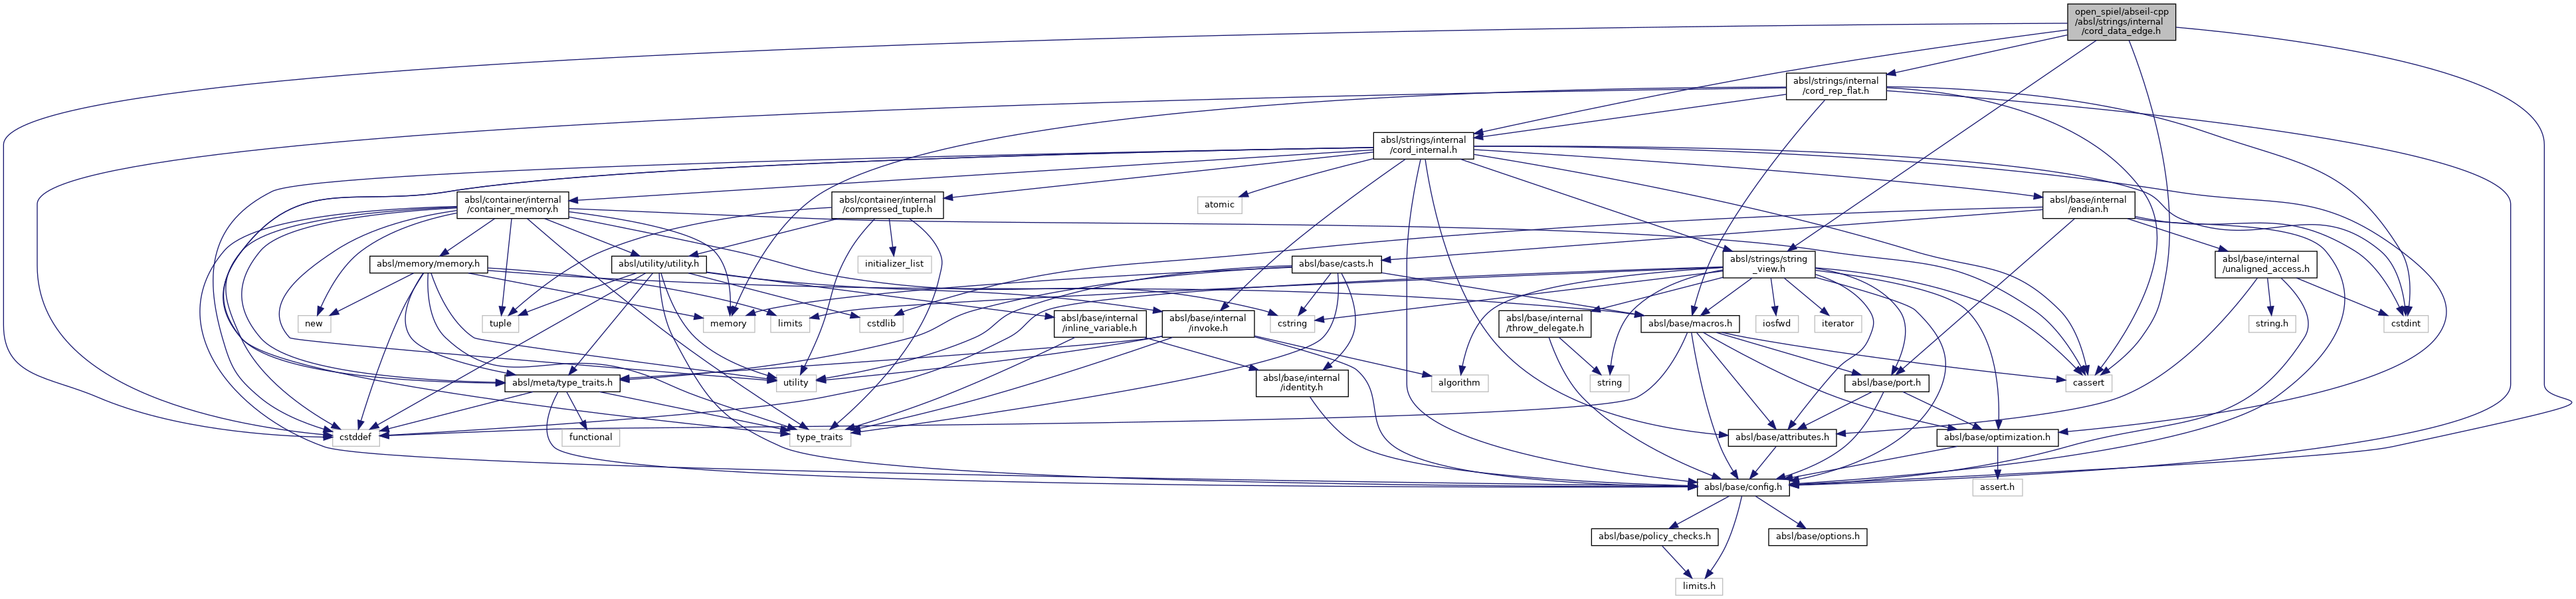 open_spiel/abseil-cpp
/absl/strings/internal
/cord_data_edge.h
absl/strings/internal
/cord_rep_flat.h
absl/strings/internal
/cord_internal.h
absl/container/internal
/container_memory.h
absl/container/internal
/compressed_tuple.h
atomic
absl/base/internal
/endian.h
absl/memory/memory.h
absl/utility/utility.h
initializer_list
absl/base/casts.h
absl/strings/string
_view.h
absl/base/internal
/unaligned_access.h
new
tuple
memory
limits
cstdlib
absl/base/internal
/inline_variable.h
absl/base/internal
/invoke.h
cstring
absl/base/internal
/throw_delegate.h
absl/base/macros.h
iosfwd
iterator
string.h
cstdint
absl/meta/type_traits.h
utility
absl/base/internal
/identity.h
algorithm
string
absl/base/port.h
cassert
cstddef
functional
type_traits
absl/base/attributes.h
absl/base/optimization.h
absl/base/config.h
assert.h
absl/base/policy_checks.h
absl/base/options.h
limits.h